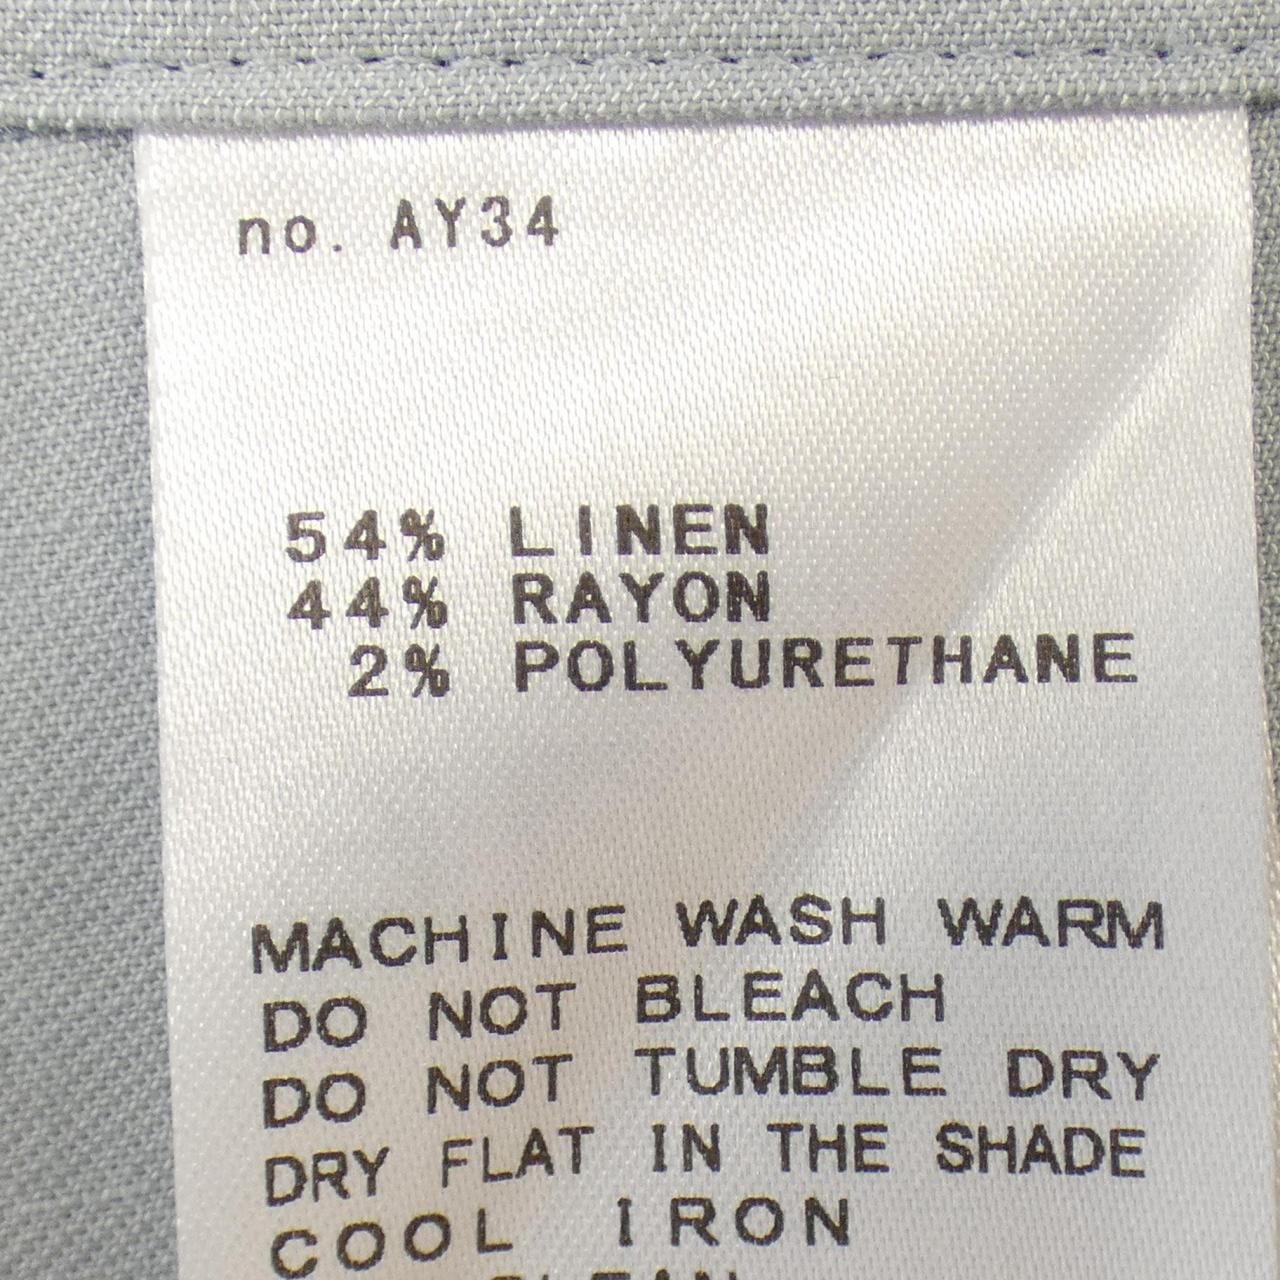 no. AY34
54% LINEN
44% RAYON
2% POLYURETHANE
MACHINE WASH WARM
DO NOT BLEACH
DO NOT TUMBLE DRY
DRY FLAT IN THE SHADE
COOL IRON